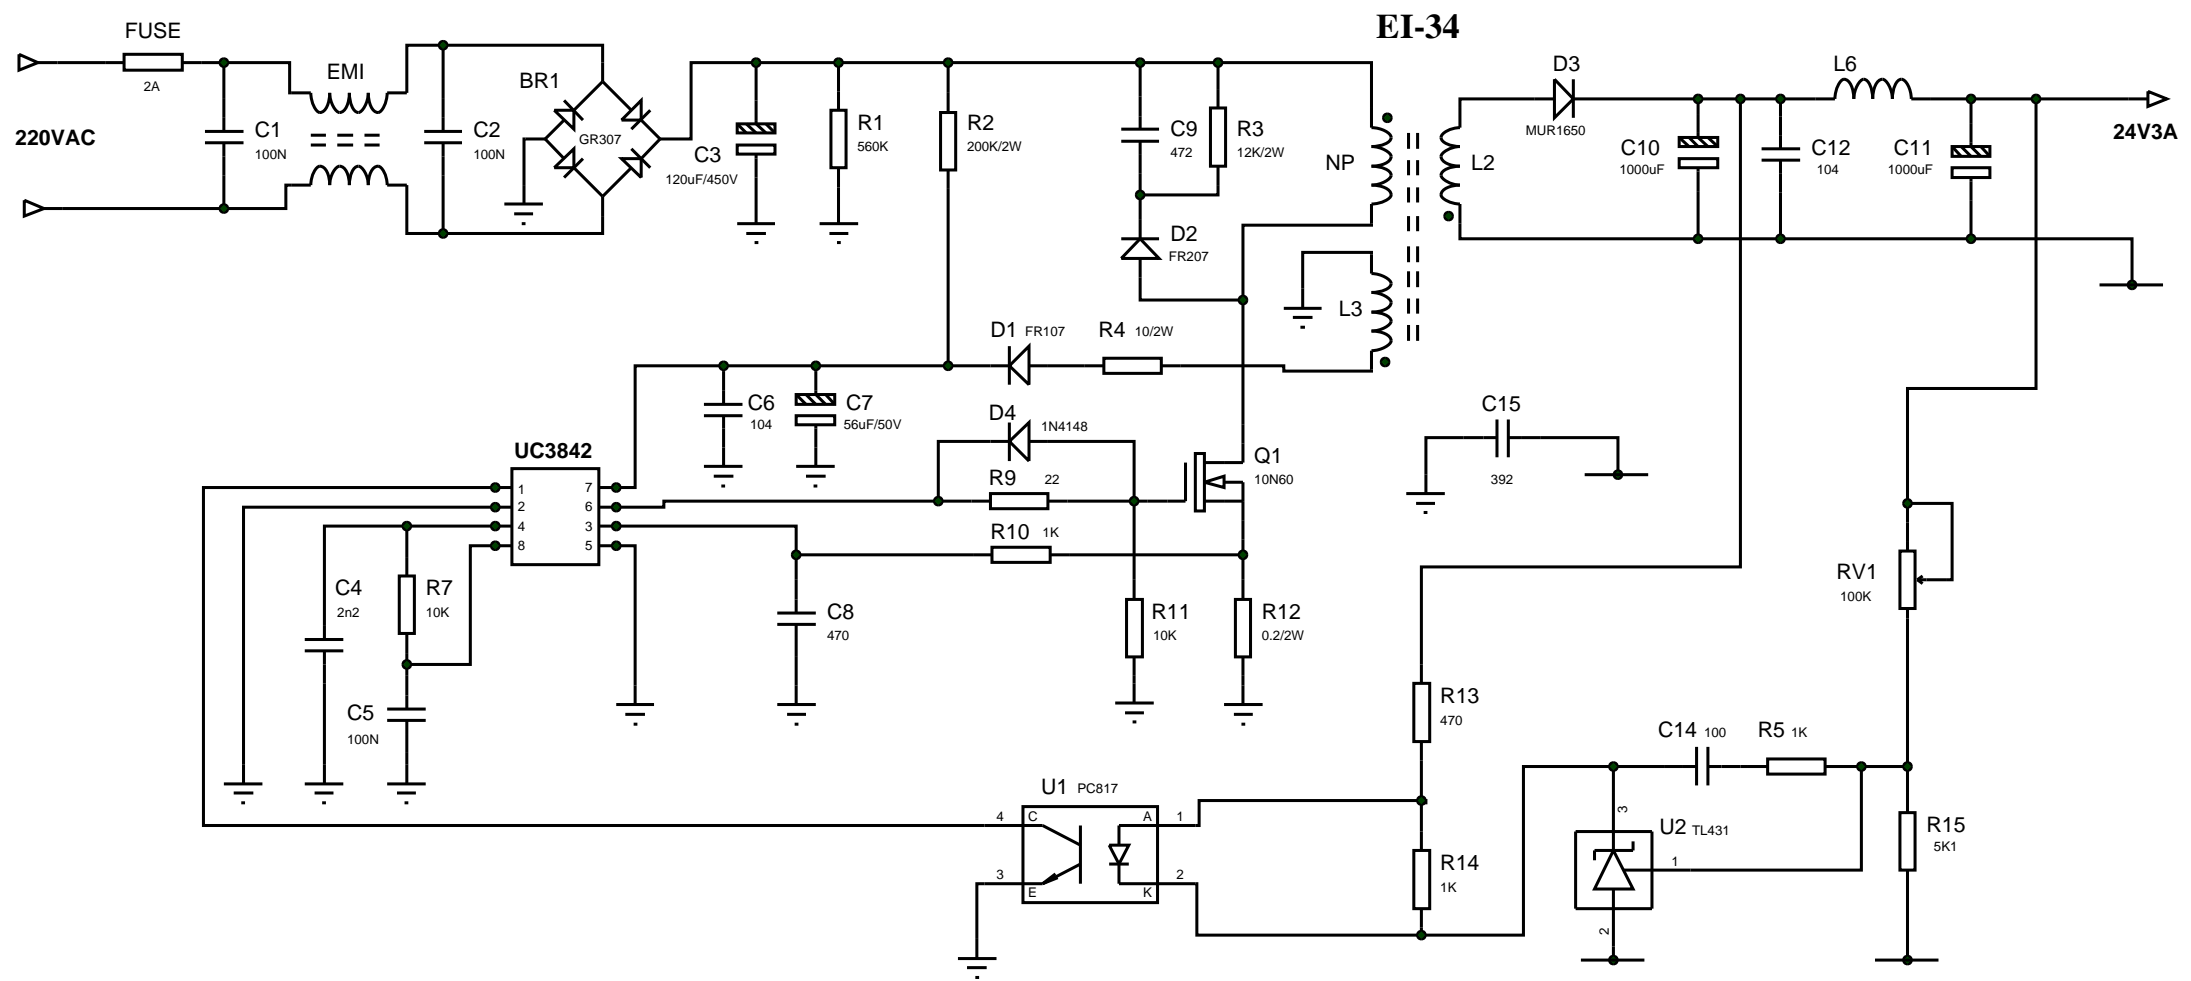 EI-34
FUSE
2A
EMI
220VAC
C1
100N
C2
100N
BR1
GR307
C3
120uF/450V
R1
560K
R2
200K/2W
C9
472
R3
12K/2W
D2
FR207
NP
L2
L3
D3
MUR1650
L6
24V3A
C10
1000uF
C12
104
C11
1000uF
D1 FR107
R4 10/2W
C6
104
C7
56uF/50V
D4
1N4148
R9 22
R10 1K
Q1
10N60
C15
392
UC3842
1 7
2 6
4 3
8 5
C4
2n2
R7
10K
C5
100N
C8
470
R11
10K
R12
0.2/2W
RV1
100K
R13
470
R14
1K
C14 100
R5 1K
U1 PC817
4 C A 1
3 E K 2
U2 TL431
3
1
2
R15
5K1